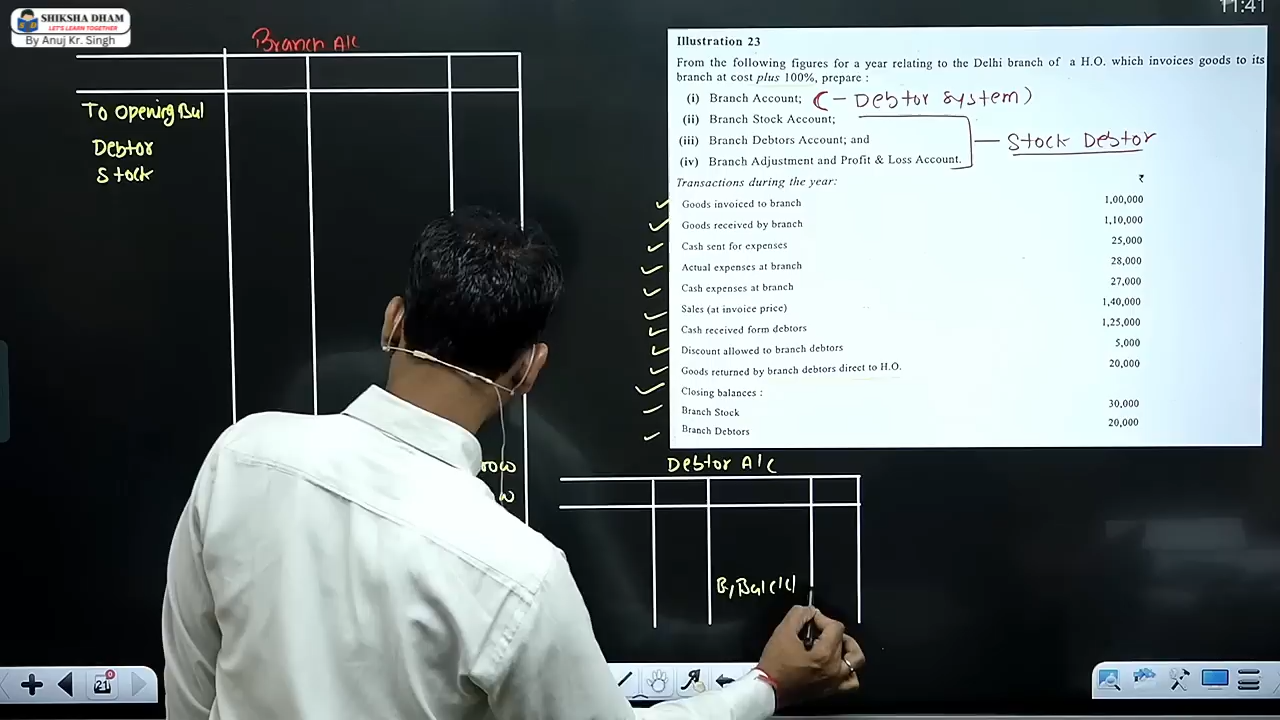 11:41
SHIKSHA DHAM
LET'S LEARN TOGETHER
By Anuj Kr. Singh
Branch A/c
To Opening Bal
Debtor
Stock
Illustration 23
From the following figures for a year relating to the Delhi branch of a H.O. which invoices goods to its
branch at cost plus 100%, prepare :
(i) Branch Account; (- Debtor System)
(ii) Branch Stock Account;
(iii) Branch Debtors Account; and
(iv) Branch Adjustment and Profit & Loss Account.
Stock Debtor
Transactions during the year: ₹
Goods invoiced to branch 1,00,000
Goods received by branch 1,10,000
Cash sent for expenses 25,000
Actual expenses at branch 28,000
Cash expenses at branch 27,000
Sales (at invoice price) 1,40,000
Cash received form debtors 1,25,000
Discount allowed to branch debtors 5,000
Goods returned by branch debtors direct to H.O. 20,000
Closing balances :
Branch Stock 30,000
Branch Debtors 20,000
Debtor A/c
By Bal c/d
21